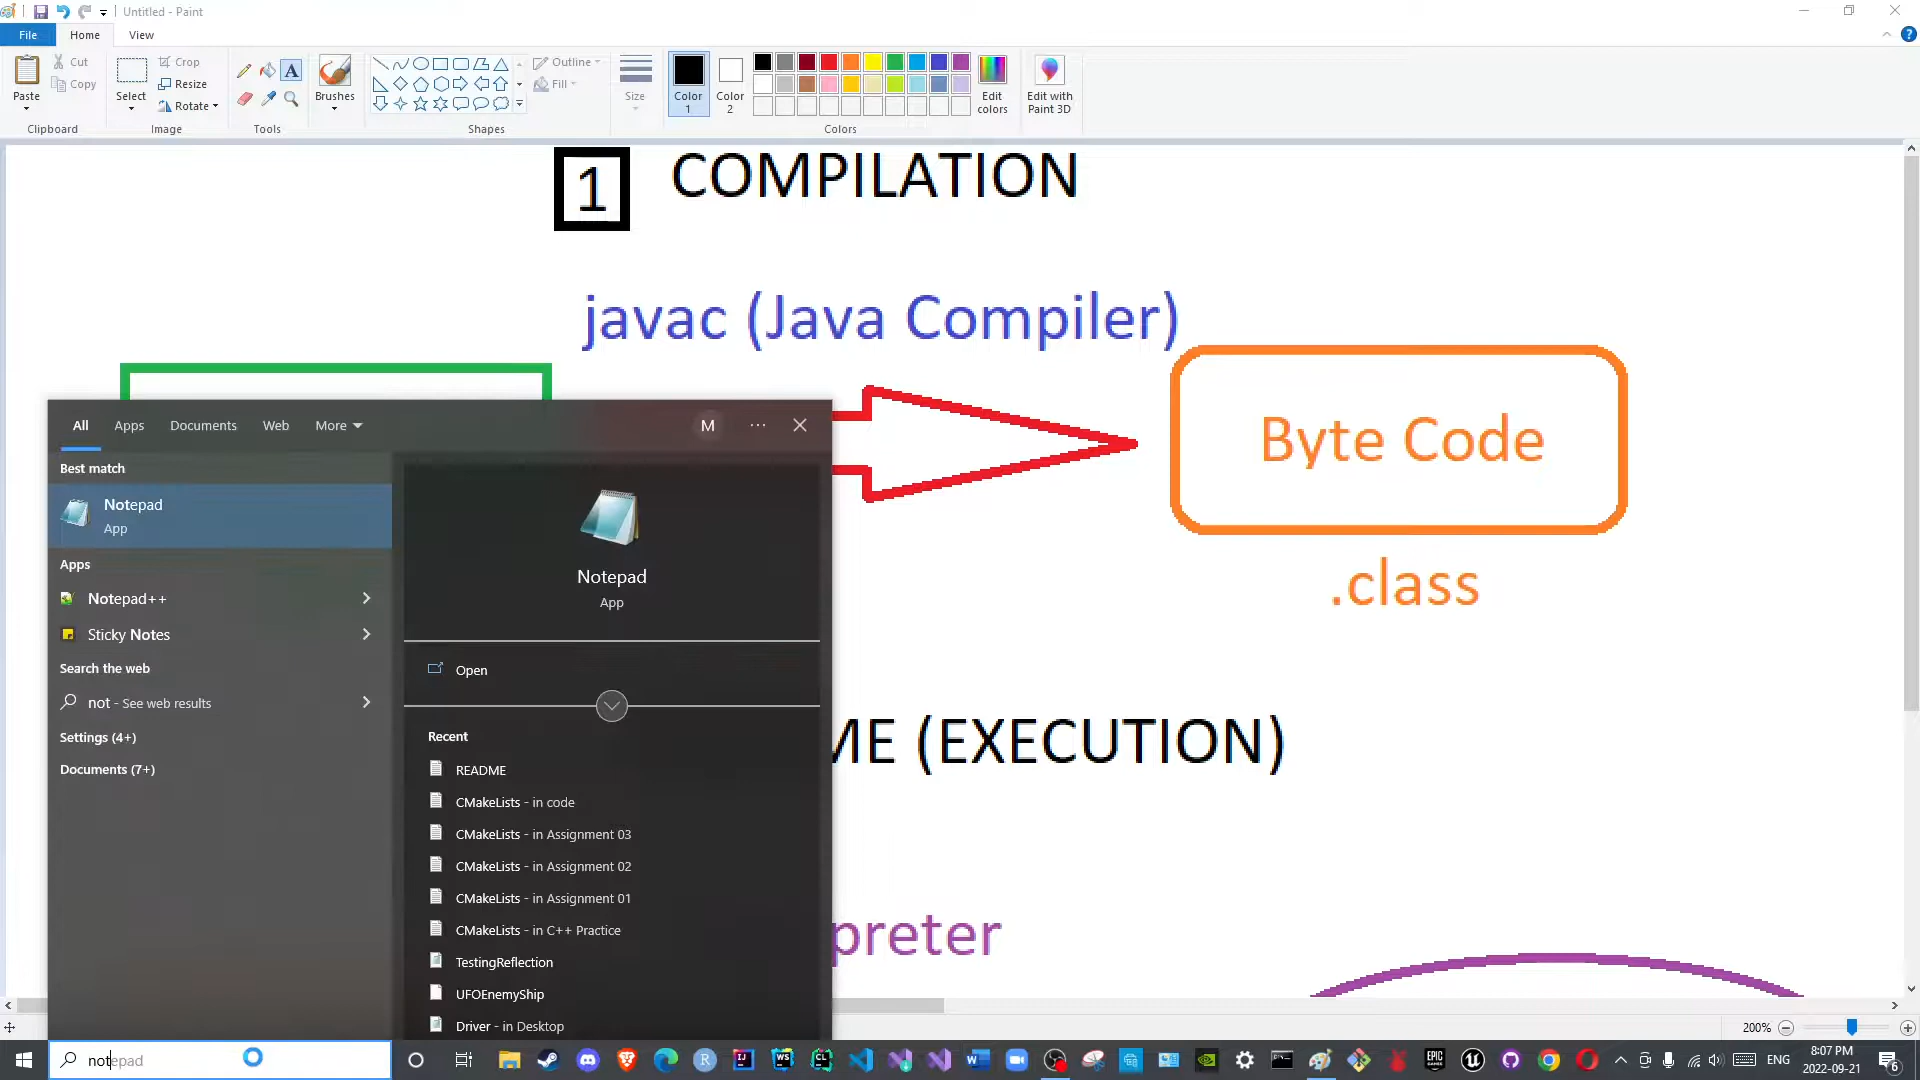 Untitled - Paint
File
Home
View
Paste
Cut
Copy
Clipboard
Select
Crop
Resize
Rotate
Image
A
Tools
Brushes
Shapes
Outline
Fill
Size
Color 1
Color 2
Edit colors
Edit with Paint 3D
Colors
1
COMPILATION
javac (Java Compiler)
Byte Code
.class
ME (EXECUTION)
preter
All
Apps
Documents
Web
More
M
Best match
Notepad
App
Apps
Notepad++
Sticky Notes
Search the web
not - See web results
Settings (4+)
Documents (7+)
Notepad
App
Open
Recent
README
CMakeLists - in code
CMakeLists - in Assignment 03
CMakeLists - in Assignment 02
CMakeLists - in Assignment 01
CMakeLists - in C++ Practice
TestingReflection
UFOEnemyShip
Driver - in Desktop
200%
notepad
ENG
8:07 PM
2022-09-21
6